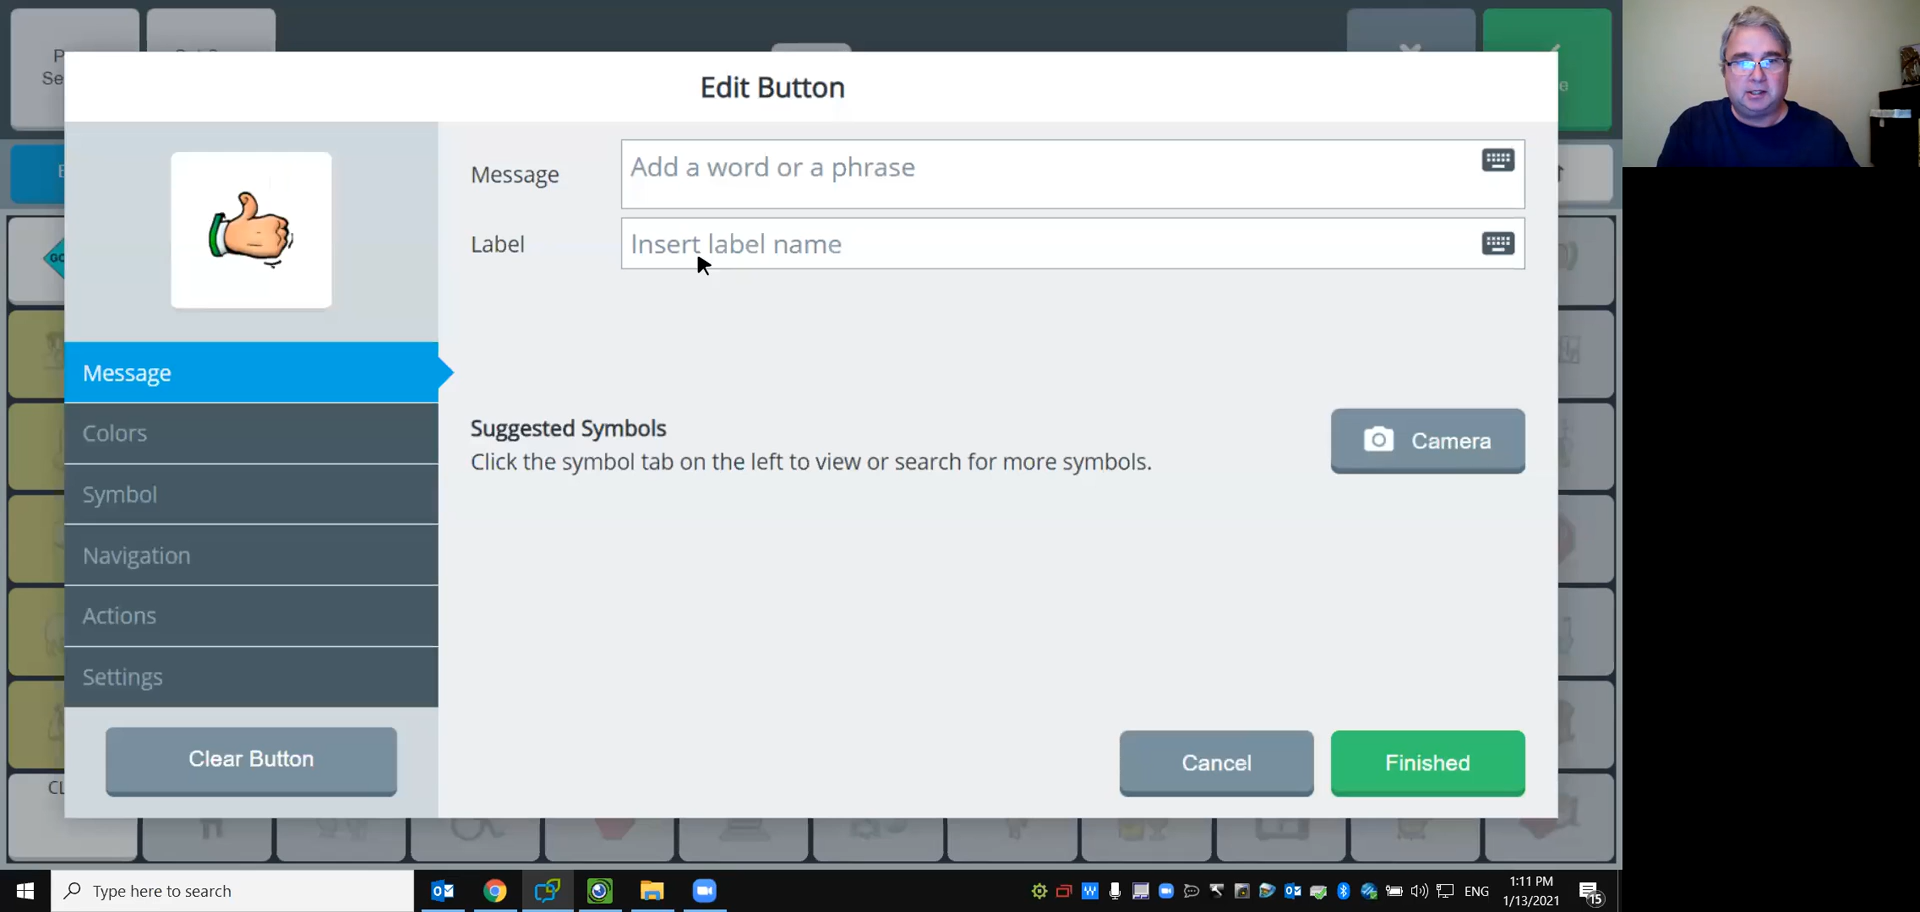 Edit Button
Message
Add a word or a phrase
Label
Insert label name
Message
Colors
Symbol
Navigation
Actions
Settings
Clear Button
Suggested Symbols
Click the symbol tab on the left to view or search for more symbols.
Camera
Cancel
Finished
Type here to search
ENG
1:11 PM
1/13/2021
15